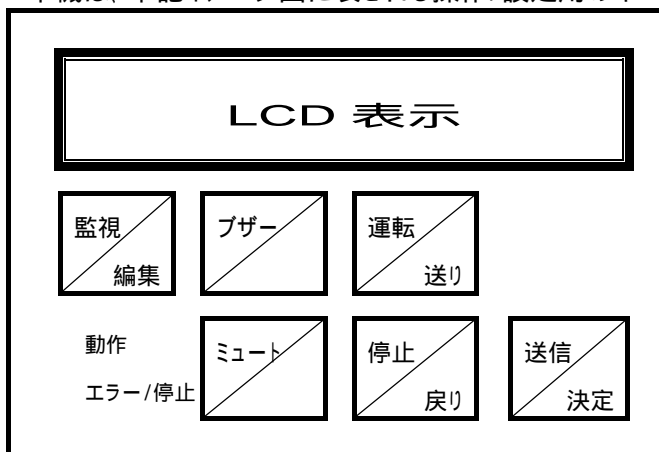 LCD 表示
監視
編集
ブザー
運転
送り
動作
エラー/停止
ミュート
停止
戻り
送信
決定